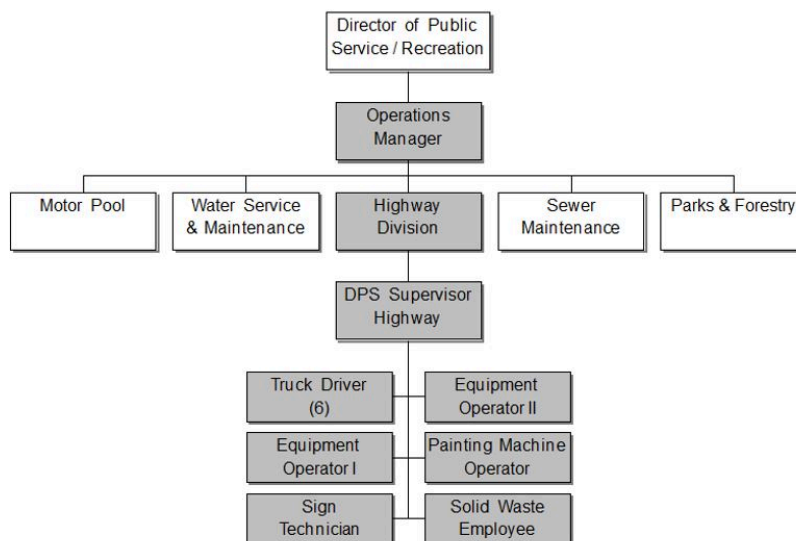 Director of Public
Service / Recreation
Operations
Manager
Motor Pool
Water Service
& Maintenance
Highway
Division
Sewer
Maintenance
Parks & Forestry
DPS Supervisor
Highway
Truck Driver
(6)
Equipment
Operator II
Equipment
Operator I
Painting Machine
Operator
Sign
Technician
Solid Waste
Employee